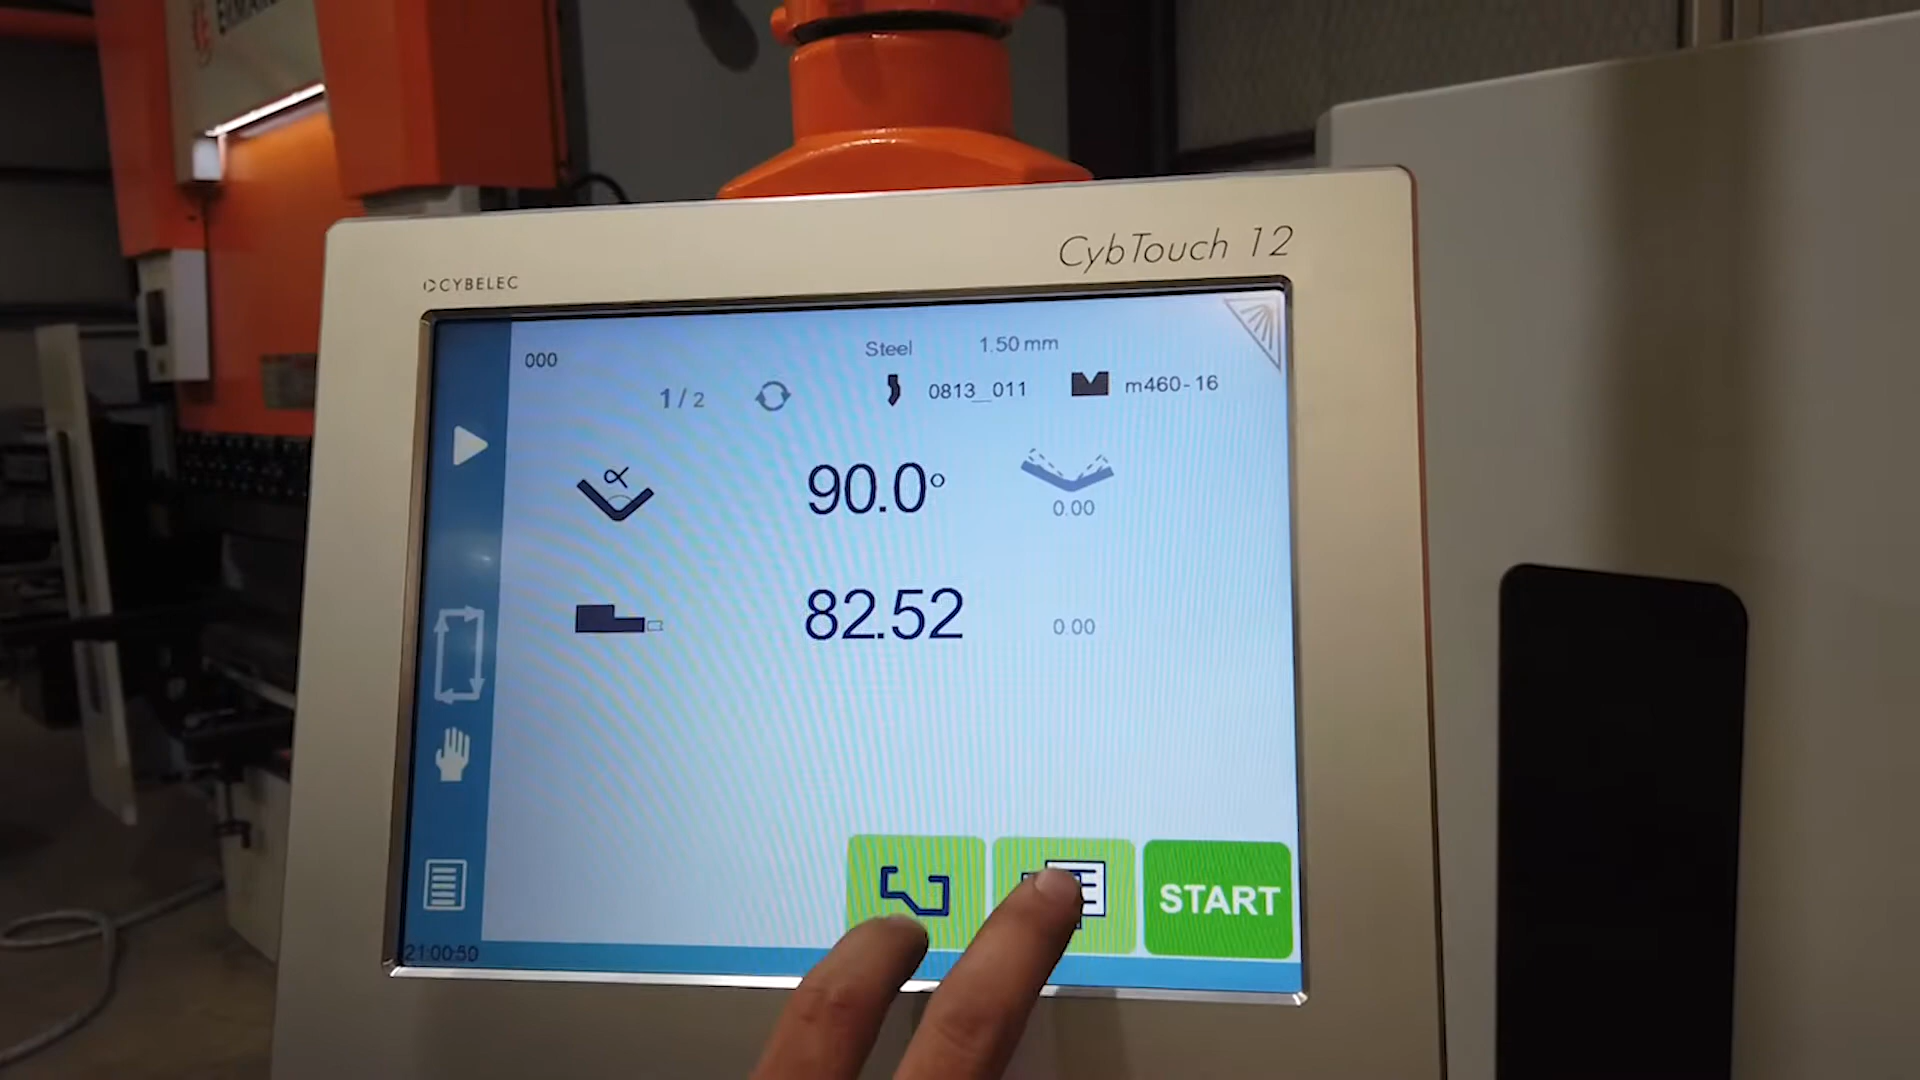 CYBELEC
CybTouch 12
000
Steel 1.50 mm
1/2 0813_011 m460-16
α
90.0°
0.00
82.52
0.00
START
21:00:50